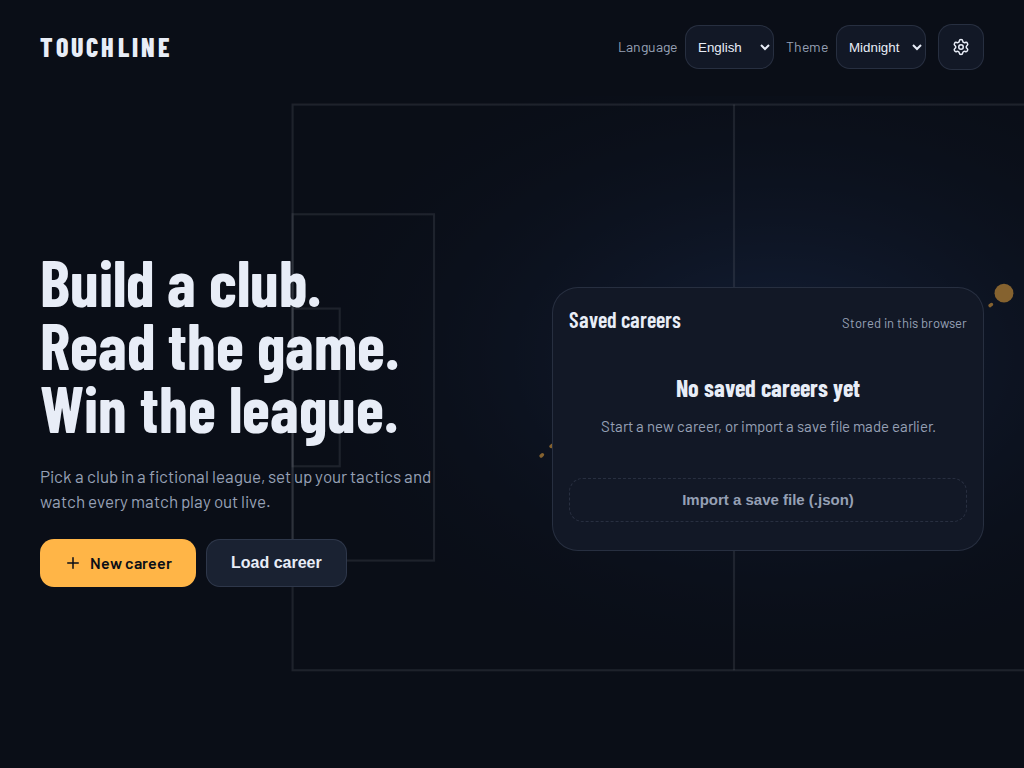 TOUCHLINE
Language English Theme Midnight
Build a club.
Read the game.
Win the league.
Pick a club in a fictional league, set up your tactics and
watch every match play out live.
New career
Load career
Saved careers
Stored in this browser
No saved careers yet
Start a new career, or import a save file made earlier.
Import a save file (.json)